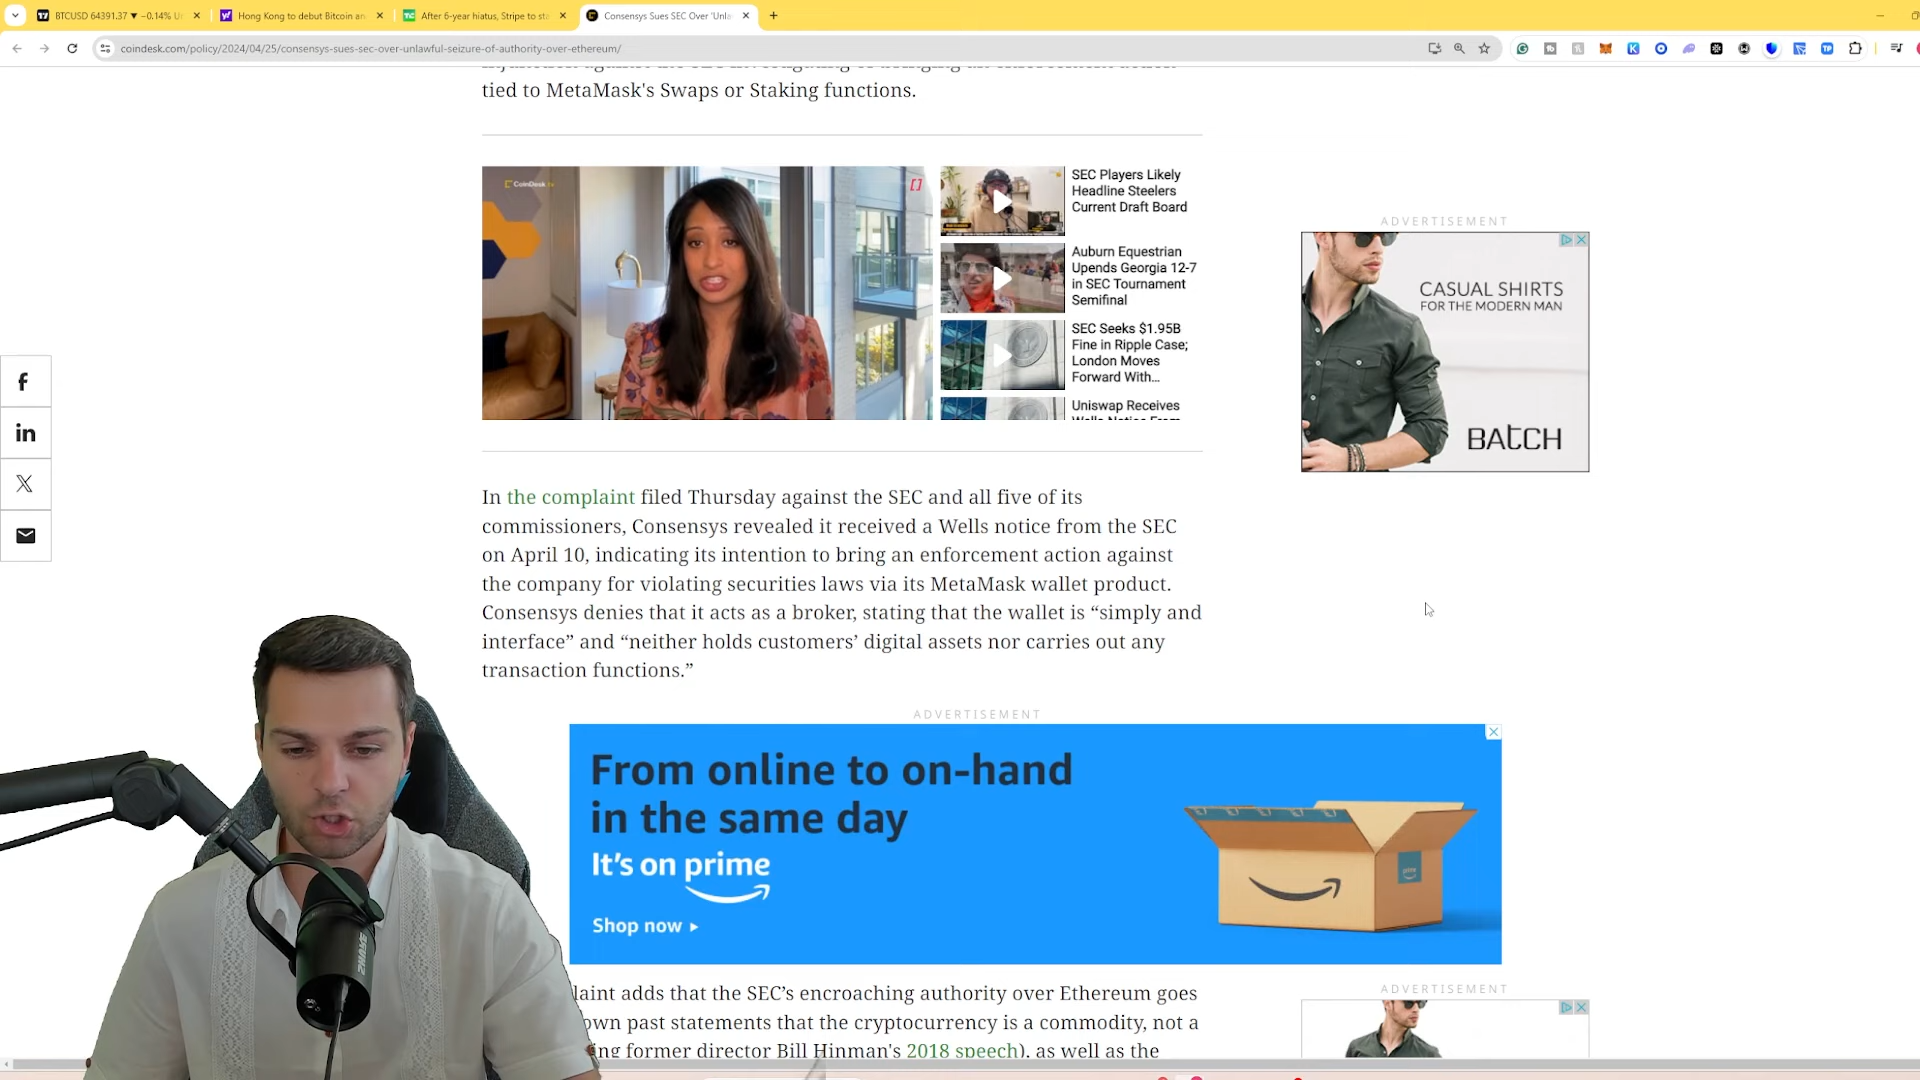 BTCUSD 64391.37 ▼ −0.14% U
Hong Kong to debut Bitcoin an
After 6-year hiatus, Stripe to sta
Consensys Sues SEC Over 'Unla
coindesk.com/policy/2024/04/25/consensys-sues-sec-over-unlawful-seizure-of-authority-over-ethereum/
tied to MetaMask's Swaps or Staking functions.
CoinDesk TV
SEC Players Likely
Headline Steelers
Current Draft Board
Auburn Equestrian
Upends Georgia 12-7
in SEC Tournament
Semifinal
SEC Seeks $1.95B
Fine in Ripple Case;
London Moves
Forward With...
Uniswap Receives
ADVERTISEMENT
CASUAL SHIRTS
FOR THE MODERN MAN
BATCH
In the complaint filed Thursday against the SEC and all five of its
commissioners, Consensys revealed it received a Wells notice from the SEC
on April 10, indicating its intention to bring an enforcement action against
the company for violating securities laws via its MetaMask wallet product.
Consensys denies that it acts as a broker, stating that the wallet is “simply and
interface” and “neither holds customers’ digital assets nor carries out any
transaction functions.”
ADVERTISEMENT
From online to on-hand
in the same day
It's on prime
Shop now
prime
SHURE
ADVERTISEMENT
laint adds that the SEC’s encroaching authority over Ethereum goes
own past statements that the cryptocurrency is a commodity, not a
ing former director Bill Hinman's 2018 speech), as well as the